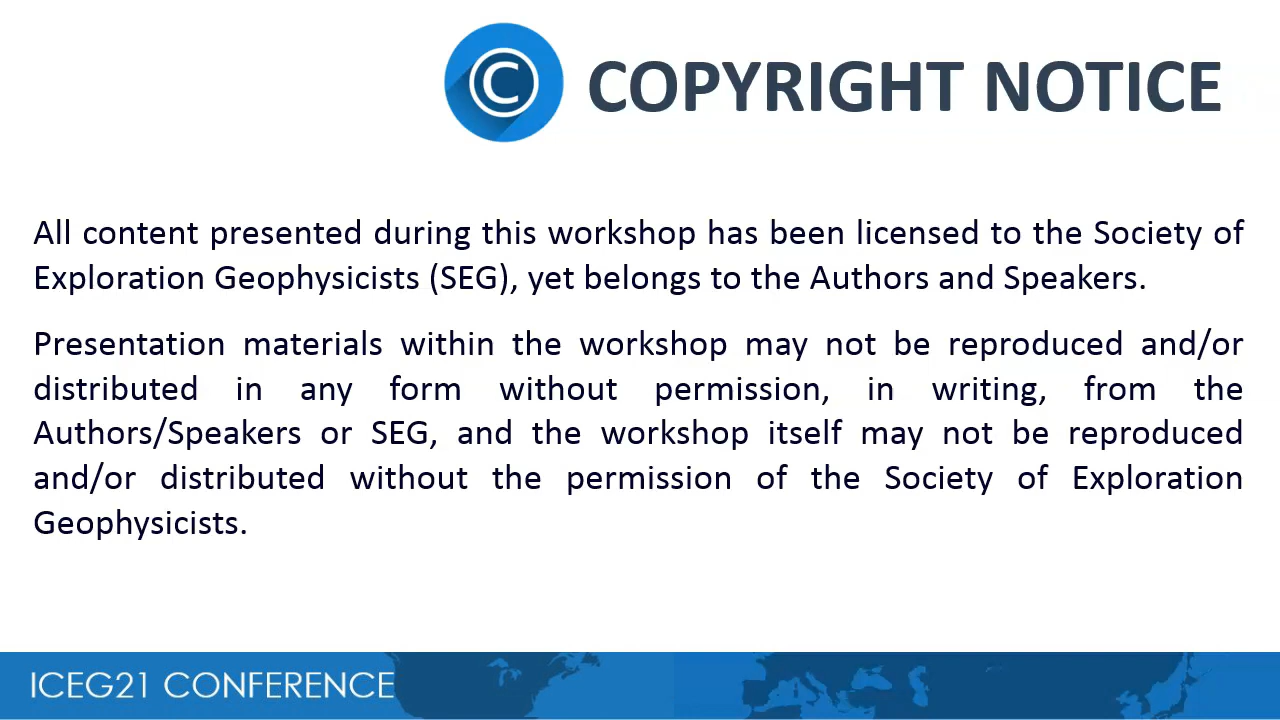 © COPYRIGHT NOTICE
All content presented during this workshop has been licensed to the Society of
Exploration Geophysicists (SEG), yet belongs to the Authors and Speakers.
Presentation materials within the workshop may not be reproduced and/or
distributed in any form without permission, in writing, from the
Authors/Speakers or SEG, and the workshop itself may not be reproduced
and/or distributed without the permission of the Society of Exploration
Geophysicists.
ICEG21 CONFERENCE